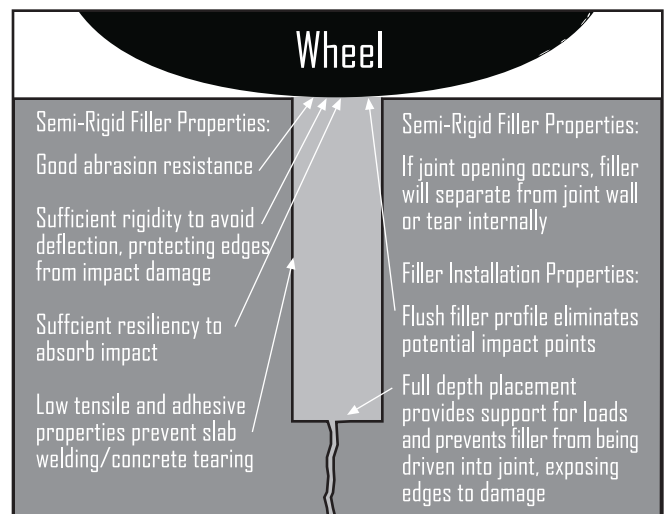 Wheel
Semi-Rigid Filler Properties:
Good abrasion resistance
Sufficient rigidity to avoid
deflection, protecting edges
from impact damage
Suffcient resiliency to
absorb impact
Low tensile and adhesive
properties prevent slab
welding/concrete tearing
Semi-Rigid Filler Properties:
If joint opening occurs, filler
will separate from joint wall
or tear internally
Filler Installation Properties:
Flush filler profile eliminates
potential impact points
Full depth placement
provides support for loads
and prevents filler from being
driven into joint, exposing
edges to damage